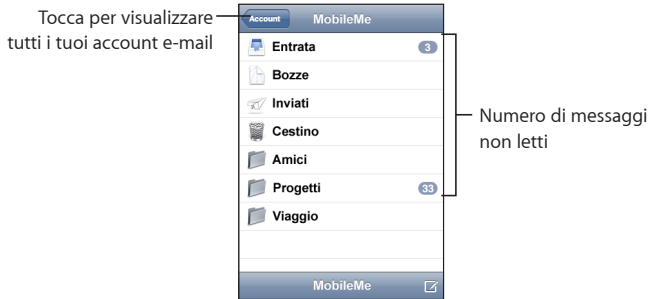 Tocca per visualizzare
tutti i tuoi account e-mail
Account MobileMe
Entrata 3
Bozze
Inviati
Cestino
Amici
Progetti 33
Viaggio
Numero di messaggi
non letti
MobileMe